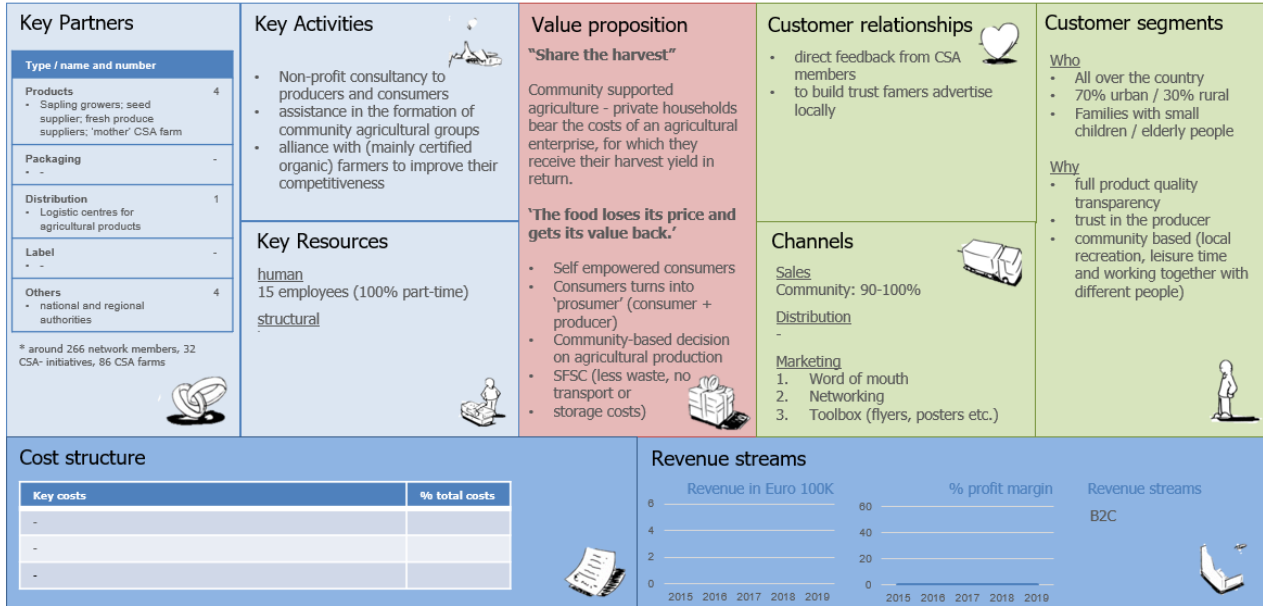 Key Partners
Type / name and number
Products 4
• Sapling growers; seed
supplier; fresh produce
suppliers; 'mother' CSA farm
Packaging -
• -
Distribution 1
• Logistic centres for
agricultural products
Label -
• -
Others 4
• national and regional
authorities
* around 266 network members, 32
CSA- initiatives, 86 CSA farms
Key Activities
• Non-profit consultancy to
producers and consumers
• assistance in the formation of
community agricultural groups
• alliance with (mainly certified
organic) farmers to improve their
competitiveness
Key Resources
human
15 employees (100% part-time)
structural
Value proposition
"Share the harvest"
Community supported
agriculture - private households
bear the costs of an agricultural
enterprise, for which they
receive their harvest yield in
return.
'The food loses its price and
gets its value back.'
• Self empowered consumers
• Consumers turns into
'prosumer' (consumer +
producer)
• Community-based decision
on agricultural production
• SFSC (less waste, no
transport or
• storage costs)
Customer relationships
• direct feedback from CSA
members
• to build trust famers advertise
locally
Channels
Sales
Community: 90-100%
Distribution
-
Marketing
1. Word of mouth
2. Networking
3. Toolbox (flyers, posters etc.)
Customer segments
Who
• All over the country
• 70% urban / 30% rural
• Families with small
children / elderly people
Why
• full product quality
transparency
• trust in the producer
• community based (local
recreation, leisure time
and working together with
different people)
Cost structure
Key costs % total costs
-
-
-
Revenue streams
Revenue in Euro 100K
6
4
2
0
2015 2016 2017 2018 2019
% profit margin
60
40
20
0
2015 2016 2017 2018 2019
Revenue streams
B2C